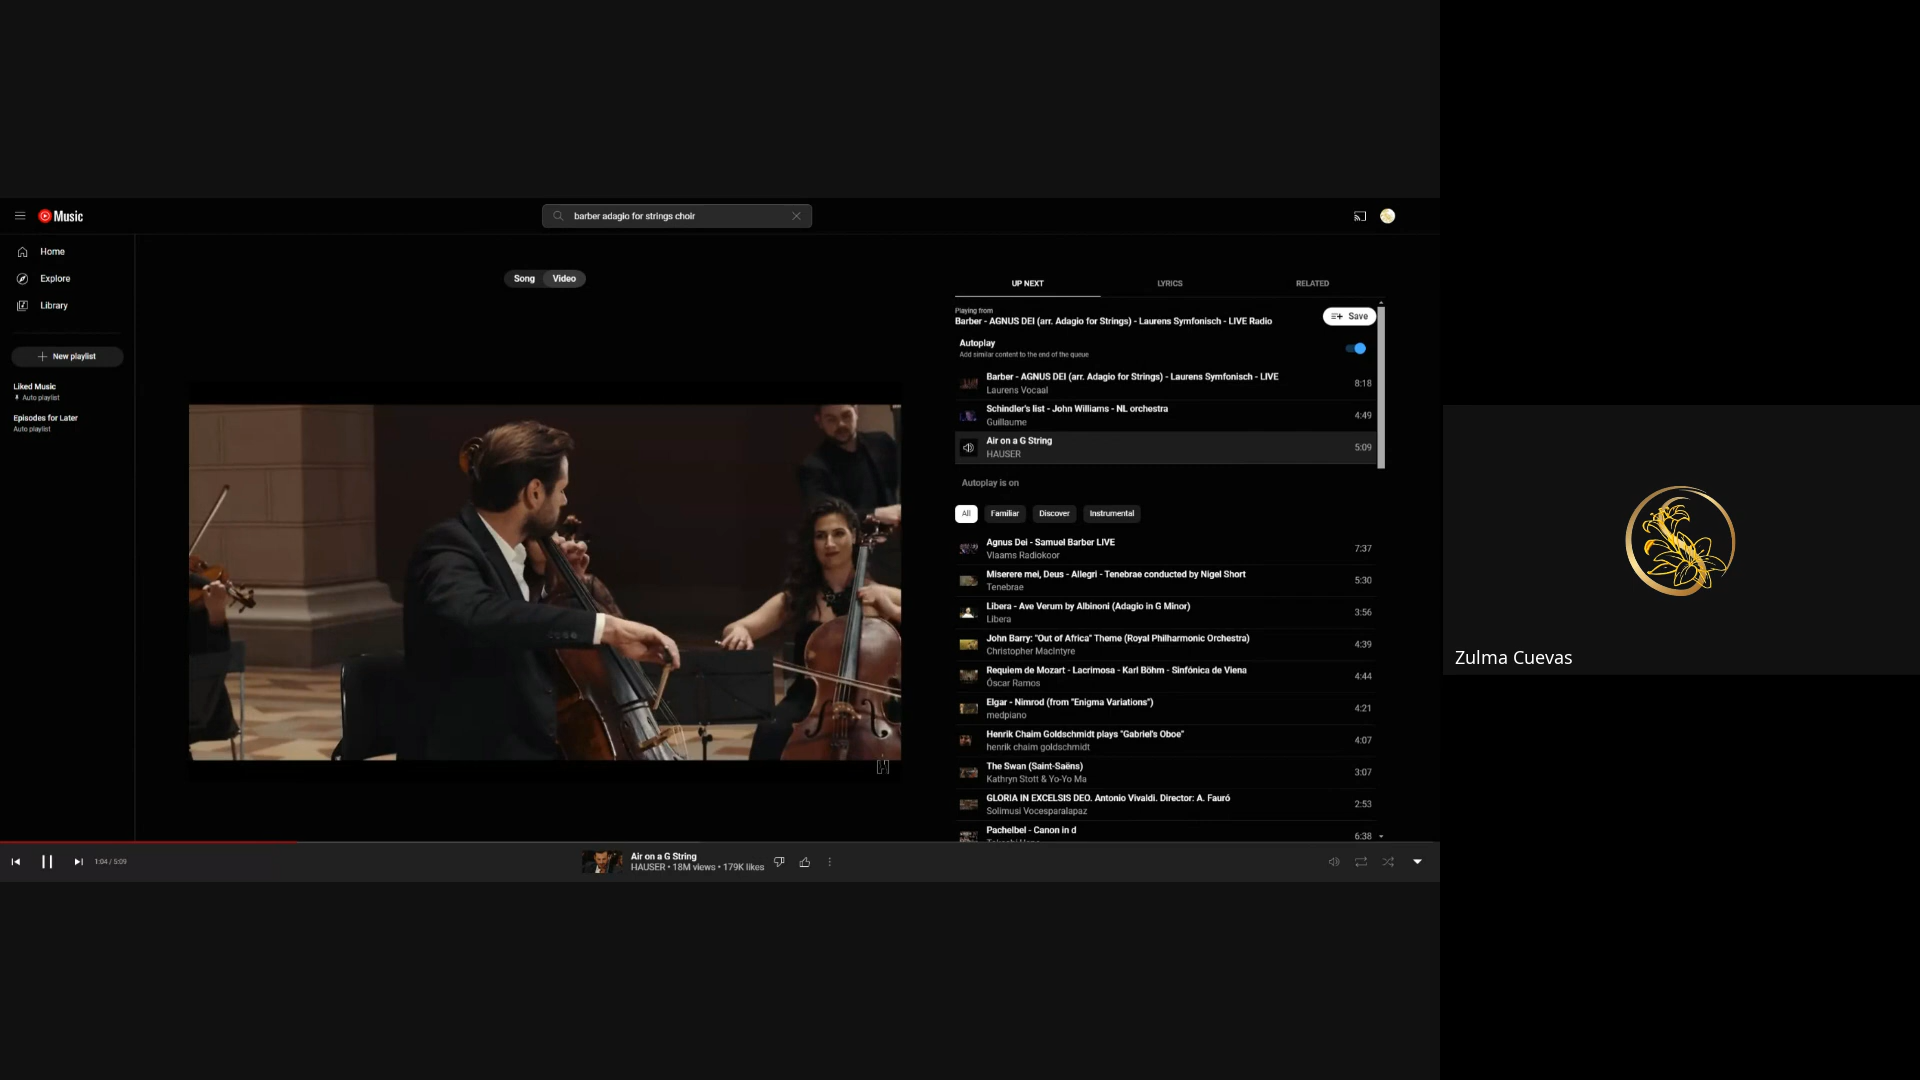 Music
barber adagio for strings choir
Home
Explore
Library
New playlist
Liked Music
Auto playlist
Episodes for Later
Auto playlist
Song Video
UP NEXT LYRICS RELATED
Playing from
Barber - AGNUS DEI (arr. Adagio for Strings) - Laurens Symfonisch - LIVE Radio
Save
Autoplay
Add similar content to the end of the queue
Barber - AGNUS DEI (arr. Adagio for Strings) - Laurens Symfonisch - LIVE
Laurens Vocaal
8:18
Schindler's list - John Williams - NL orchestra
Guillaume
4:49
Air on a G String
HAUSER
5:09
Autoplay is on
All Familiar Discover Instrumental
Agnus Dei - Samuel Barber LIVE
Vlaams Radiokoor
7:37
Miserere mei, Deus - Allegri - Tenebrae conducted by Nigel Short
Tenebrae
5:30
Libera - Ave Verum by Albinoni (Adagio in G Minor)
Libera
3:56
John Barry: "Out of Africa" Theme (Royal Philharmonic Orchestra)
Christopher MacIntyre
4:39
Requiem de Mozart - Lacrimosa - Karl Böhm - Sinfónica de Viena
Óscar Ramos
4:44
Elgar - Nimrod (from "Enigma Variations")
medpiano
4:21
Henrik Chaim Goldschmidt plays "Gabriel's Oboe"
henrik chaim goldschmidt
4:07
The Swan (Saint-Saëns)
Kathryn Stott & Yo-Yo Ma
3:07
GLORIA IN EXCELSIS DEO. Antonio Vivaldi. Director: A. Fauró
Solimusi Vocesparalapaz
2:53
Pachelbel - Canon in d
6:38
1:04 / 5:09
Air on a G String
HAUSER • 18M views • 179K likes
Zulma Cuevas